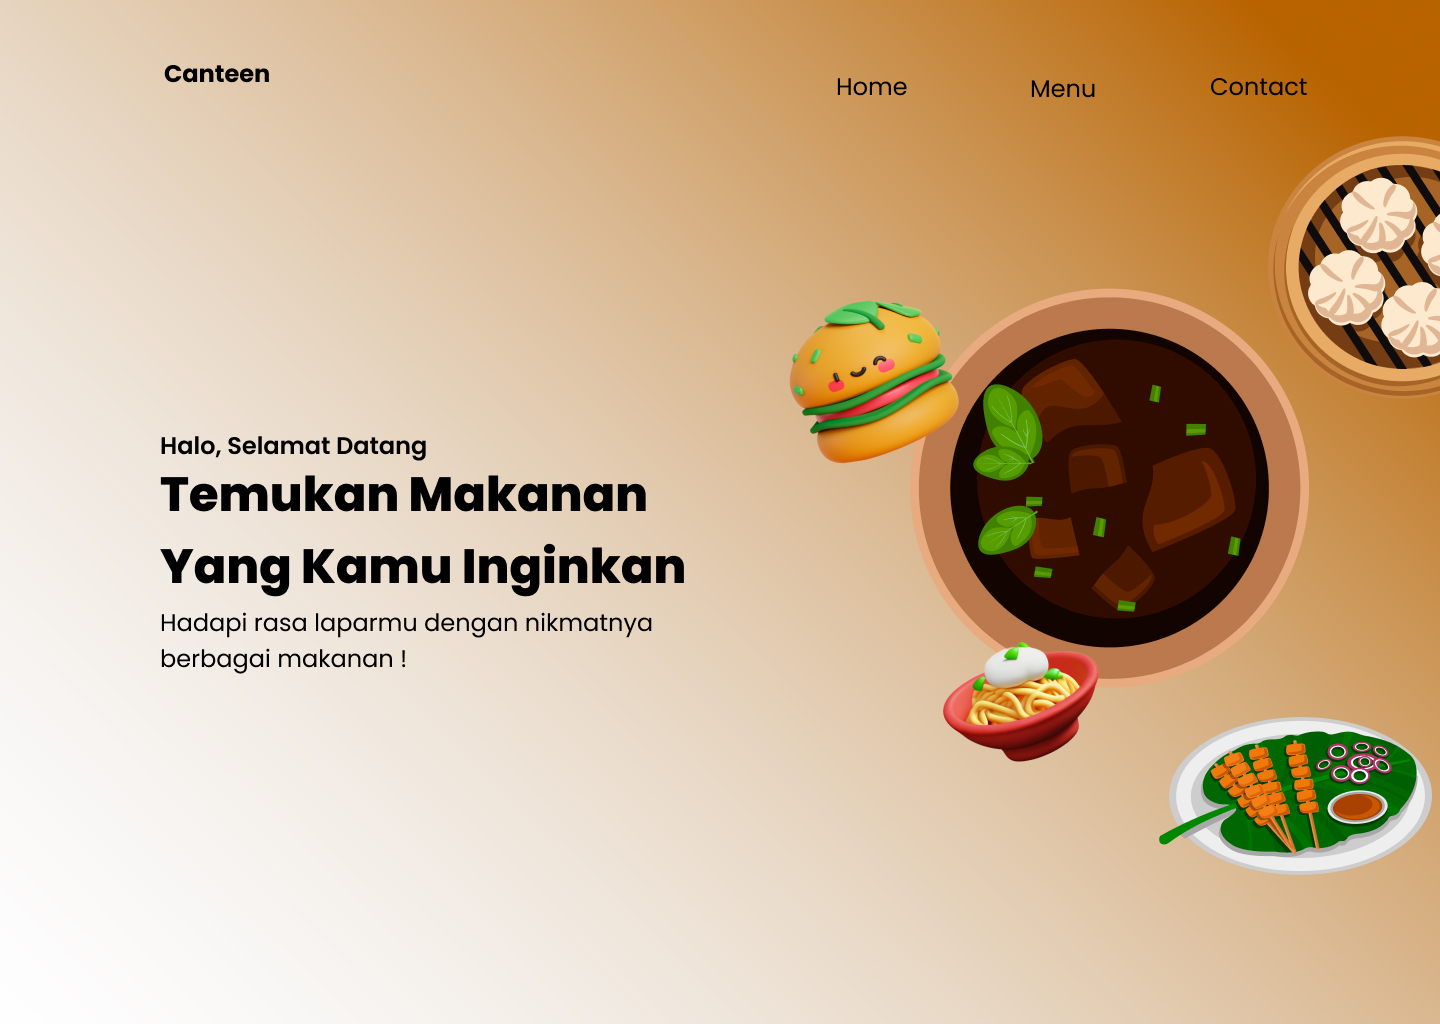 Canteen
Home
Menu
Contact
Halo, Selamat Datang
Temukan Makanan
Yang Kamu Inginkan
Hadapi rasa laparmu dengan nikmatnya
berbagai makanan !